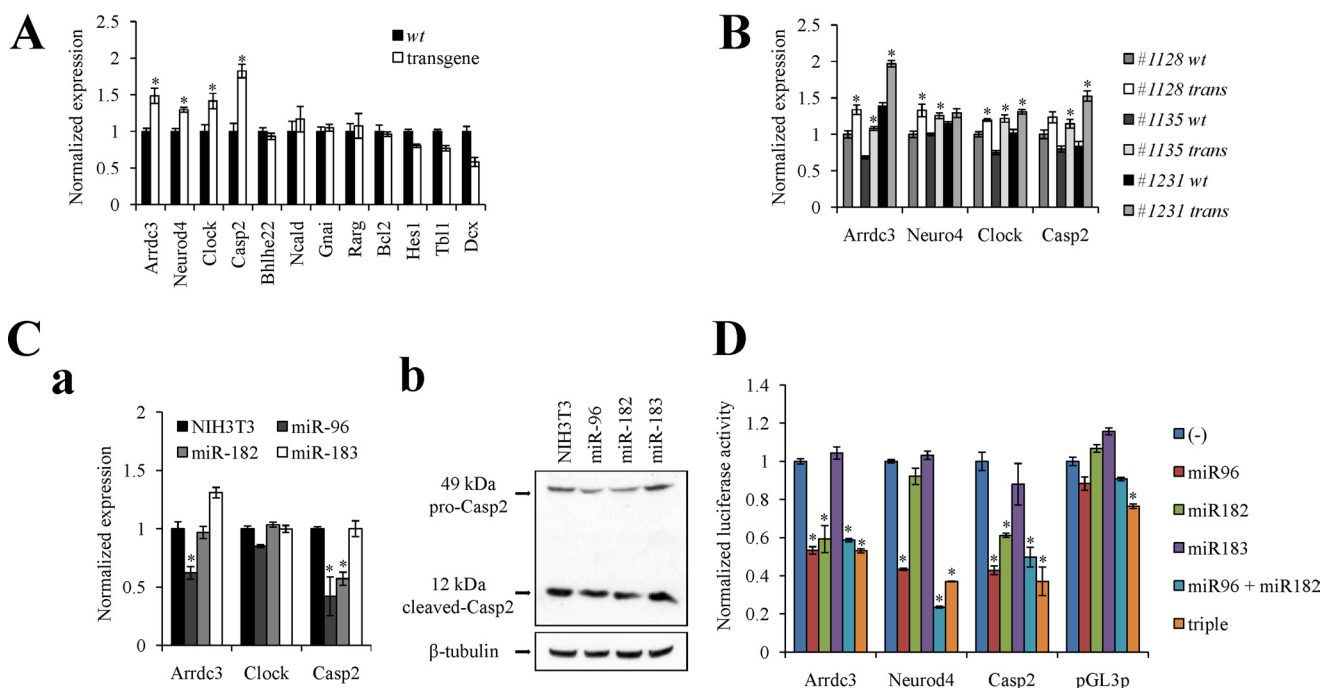 A
Normalized expression
2.5
2
1.5
1
0.5
0
wt
transgene
* * * *
Arrdc3
Neurod4
Clock
Casp2
Bhlhe22
Ncald
Gnai
Rarg
Bcl2
Hes1
Tbl1
Dcx
B
Normalized expression
2.5
2
1.5
1
0.5
0
* * * * * * * * *
Arrdc3 Neuro4 Clock Casp2
#1128 wt
#1128 trans
#1135 wt
#1135 trans
#1231 wt
#1231 trans
C
a
Normalized expression
2
1.5
1
0.5
0
NIH3T3 miR-96
miR-182 miR-183
* * *
Arrdc3 Clock Casp2
b
NIH3T3
miR-96
miR-182
miR-183
49 kDa
pro-Casp2
12 kDa
cleaved-Casp2
β-tubulin
D
Normalized luciferase activity
1.4
1.2
1
0.8
0.6
0.4
0.2
0
* * * * * * * * * * * *
Arrdc3 Neurod4 Casp2 pGL3p
(-)
miR96
miR182
miR183
miR96 + miR182
triple